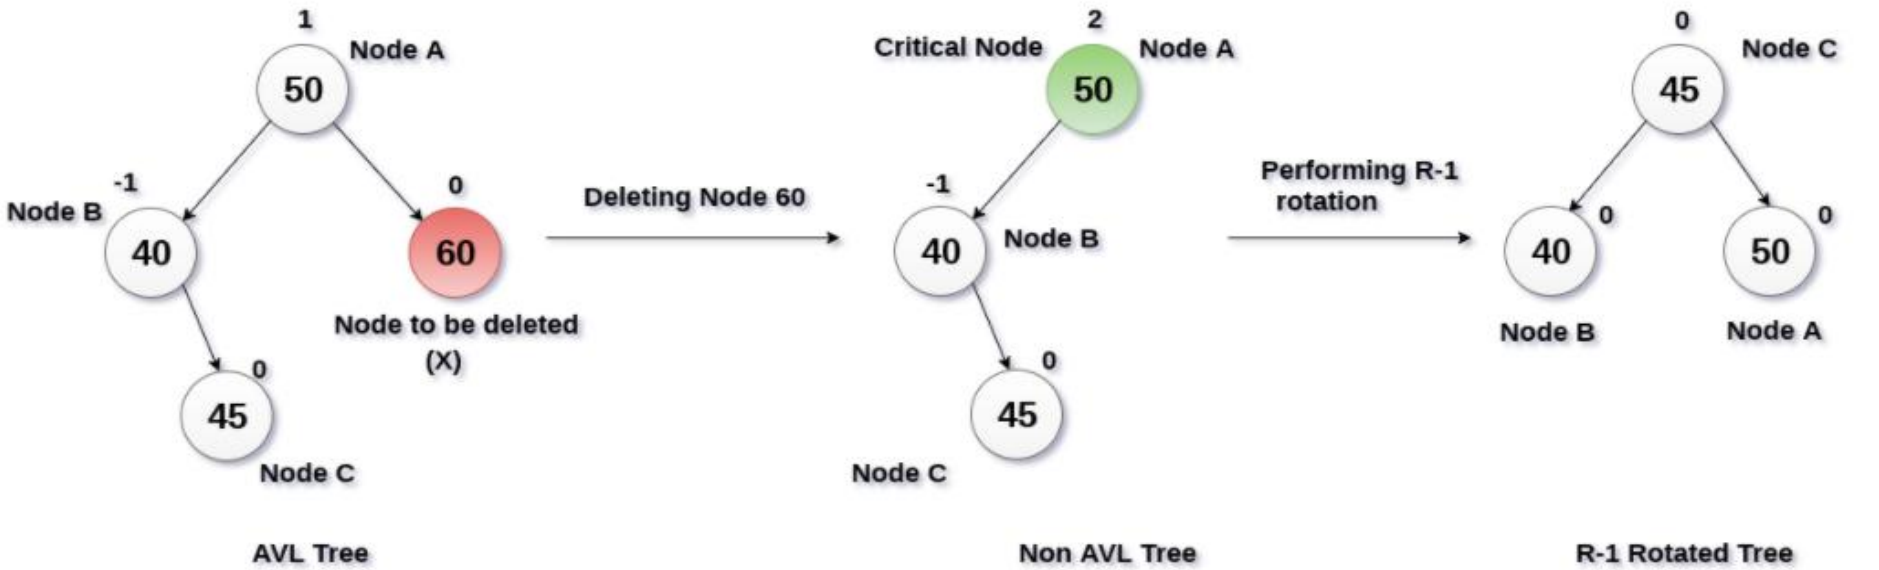 1
Node A
50
-1
Node B
40
0
60
Node to be deleted
(X)
0
45
Node C
AVL Tree
Deleting Node 60
2
Critical Node
Node A
50
-1
40
Node B
0
45
Node C
Non AVL Tree
Performing R-1
rotation
0
Node C
45
0
40
Node B
0
50
Node A
R-1 Rotated Tree